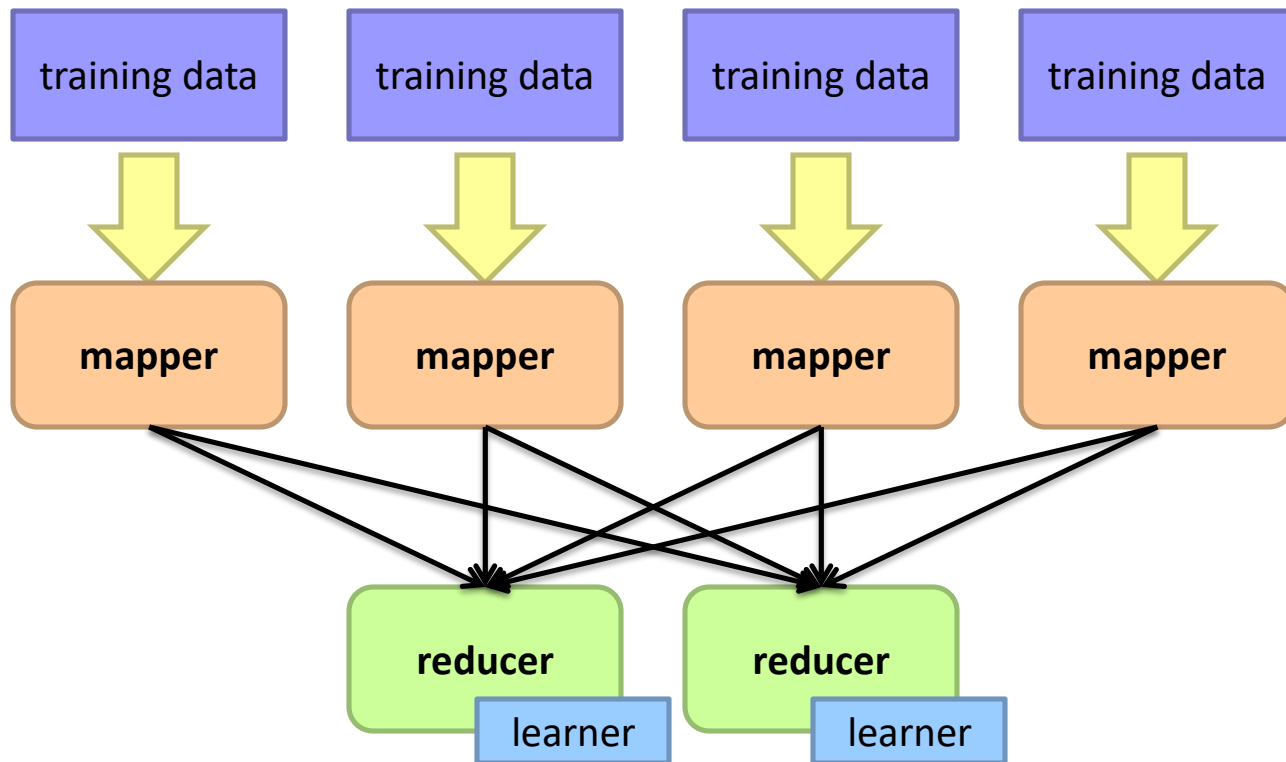 training data
training data
training data
training data
mapper
mapper
mapper
mapper
reducer
reducer
learner
learner